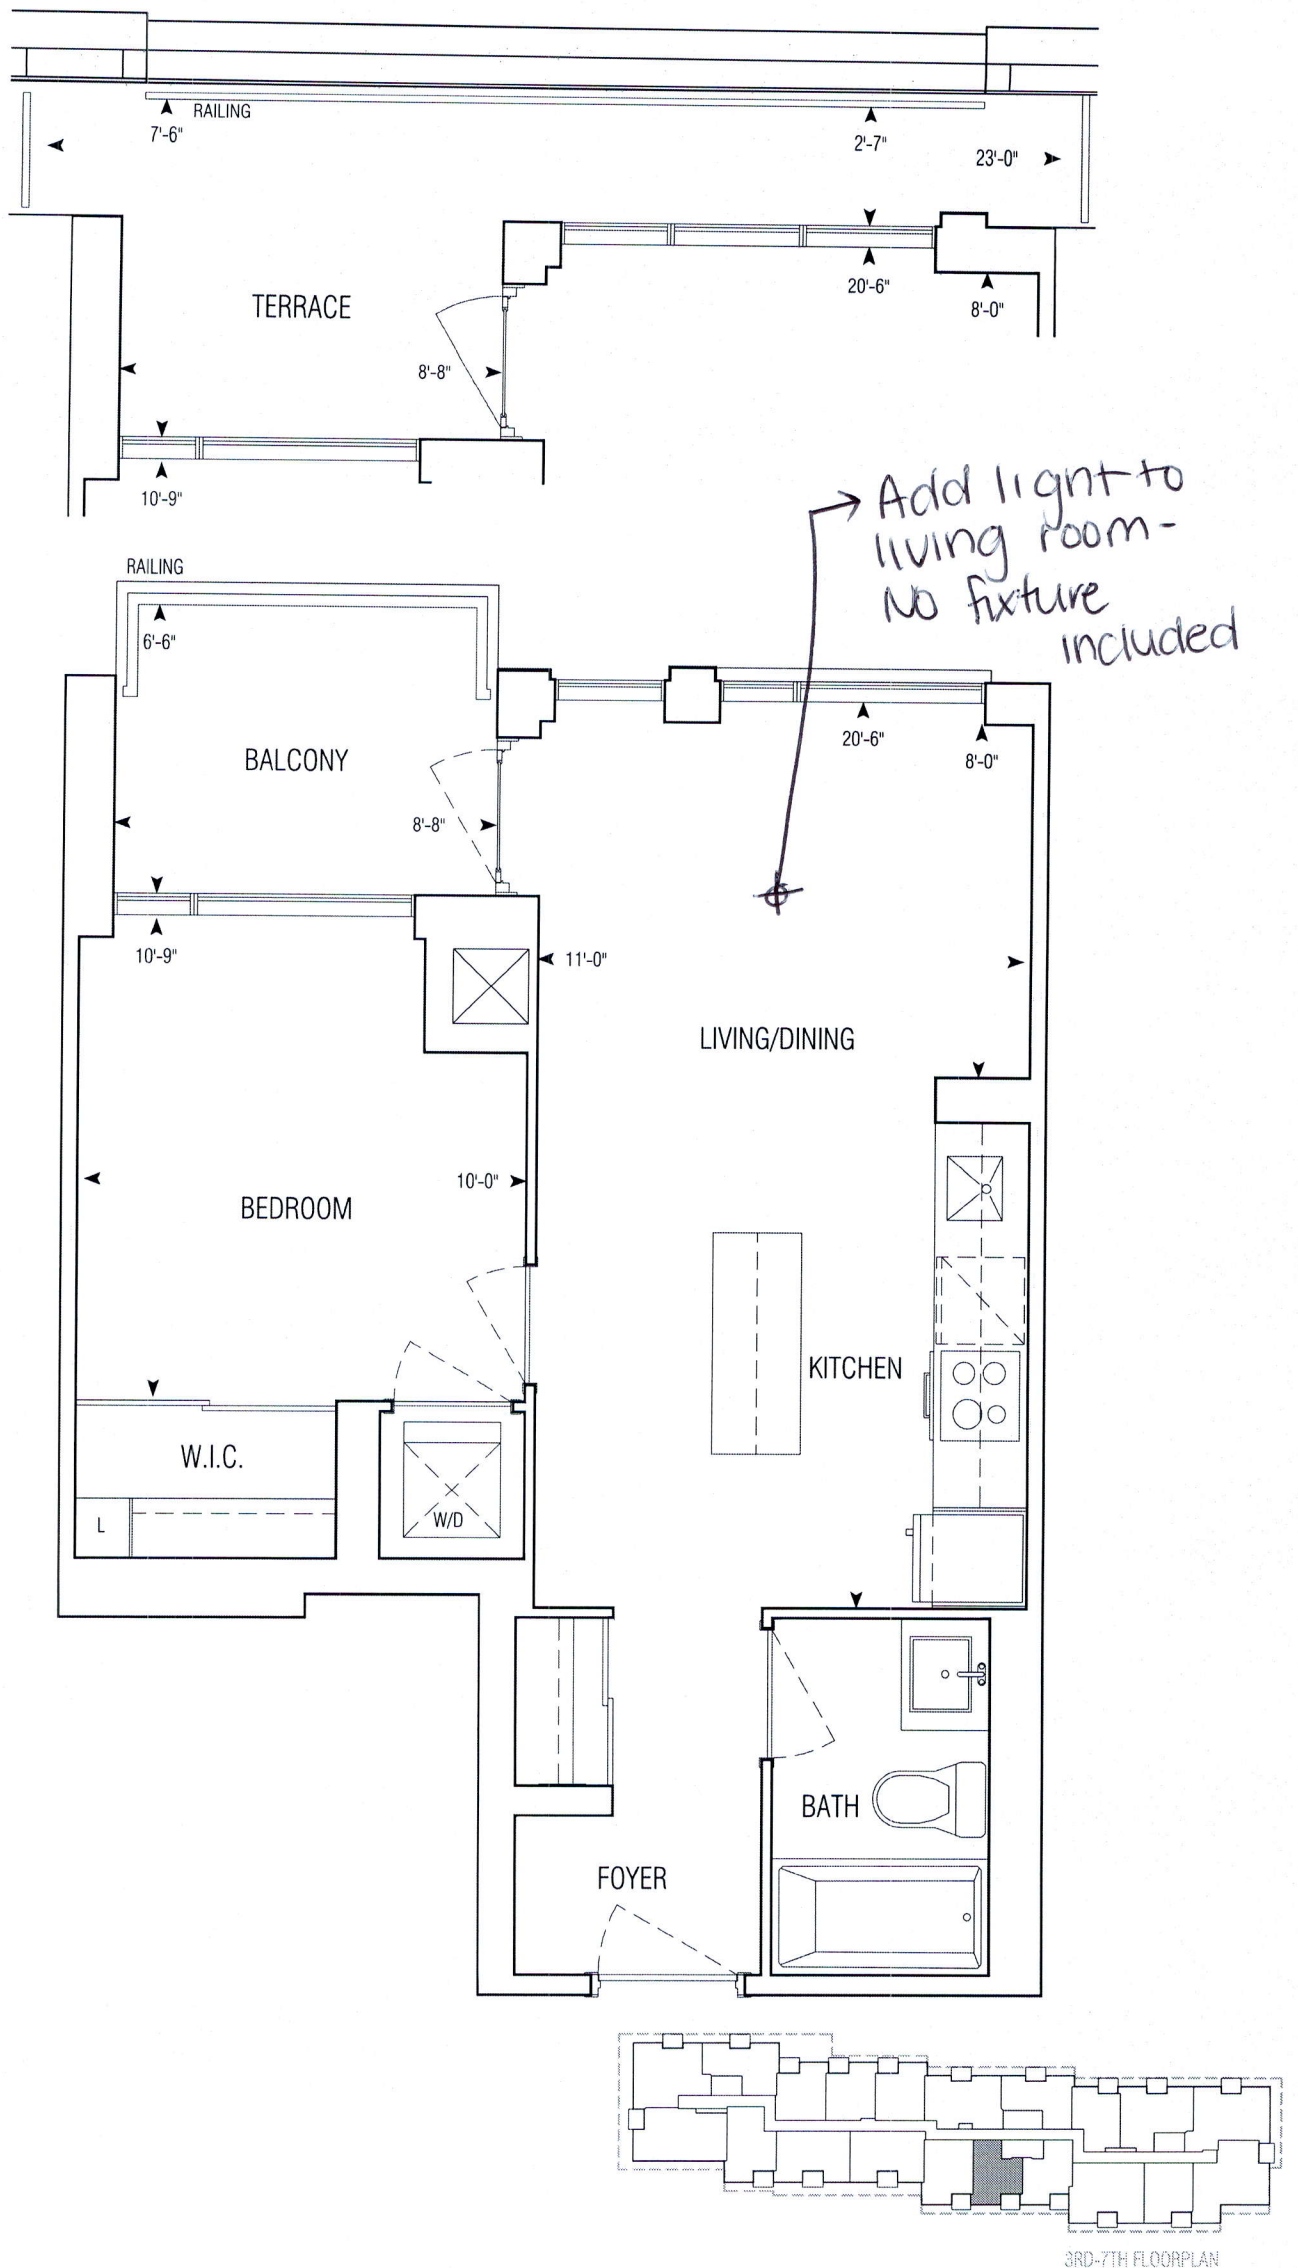 RAILING
7'-6"
2'-7"
23'-0"
TERRACE
20'-6"
8'-0"
8'-8"
10'-9"
Add light to
living room-
No fixture
included
RAILING
6'-6"
BALCONY
20'-6"
8'-0"
8'-8"
10'-9"
11'-0"
LIVING/DINING
10'-0"
BEDROOM
KITCHEN
W.I.C.
L
W/D
BATH
FOYER
3RD-7TH FLOORPLAN